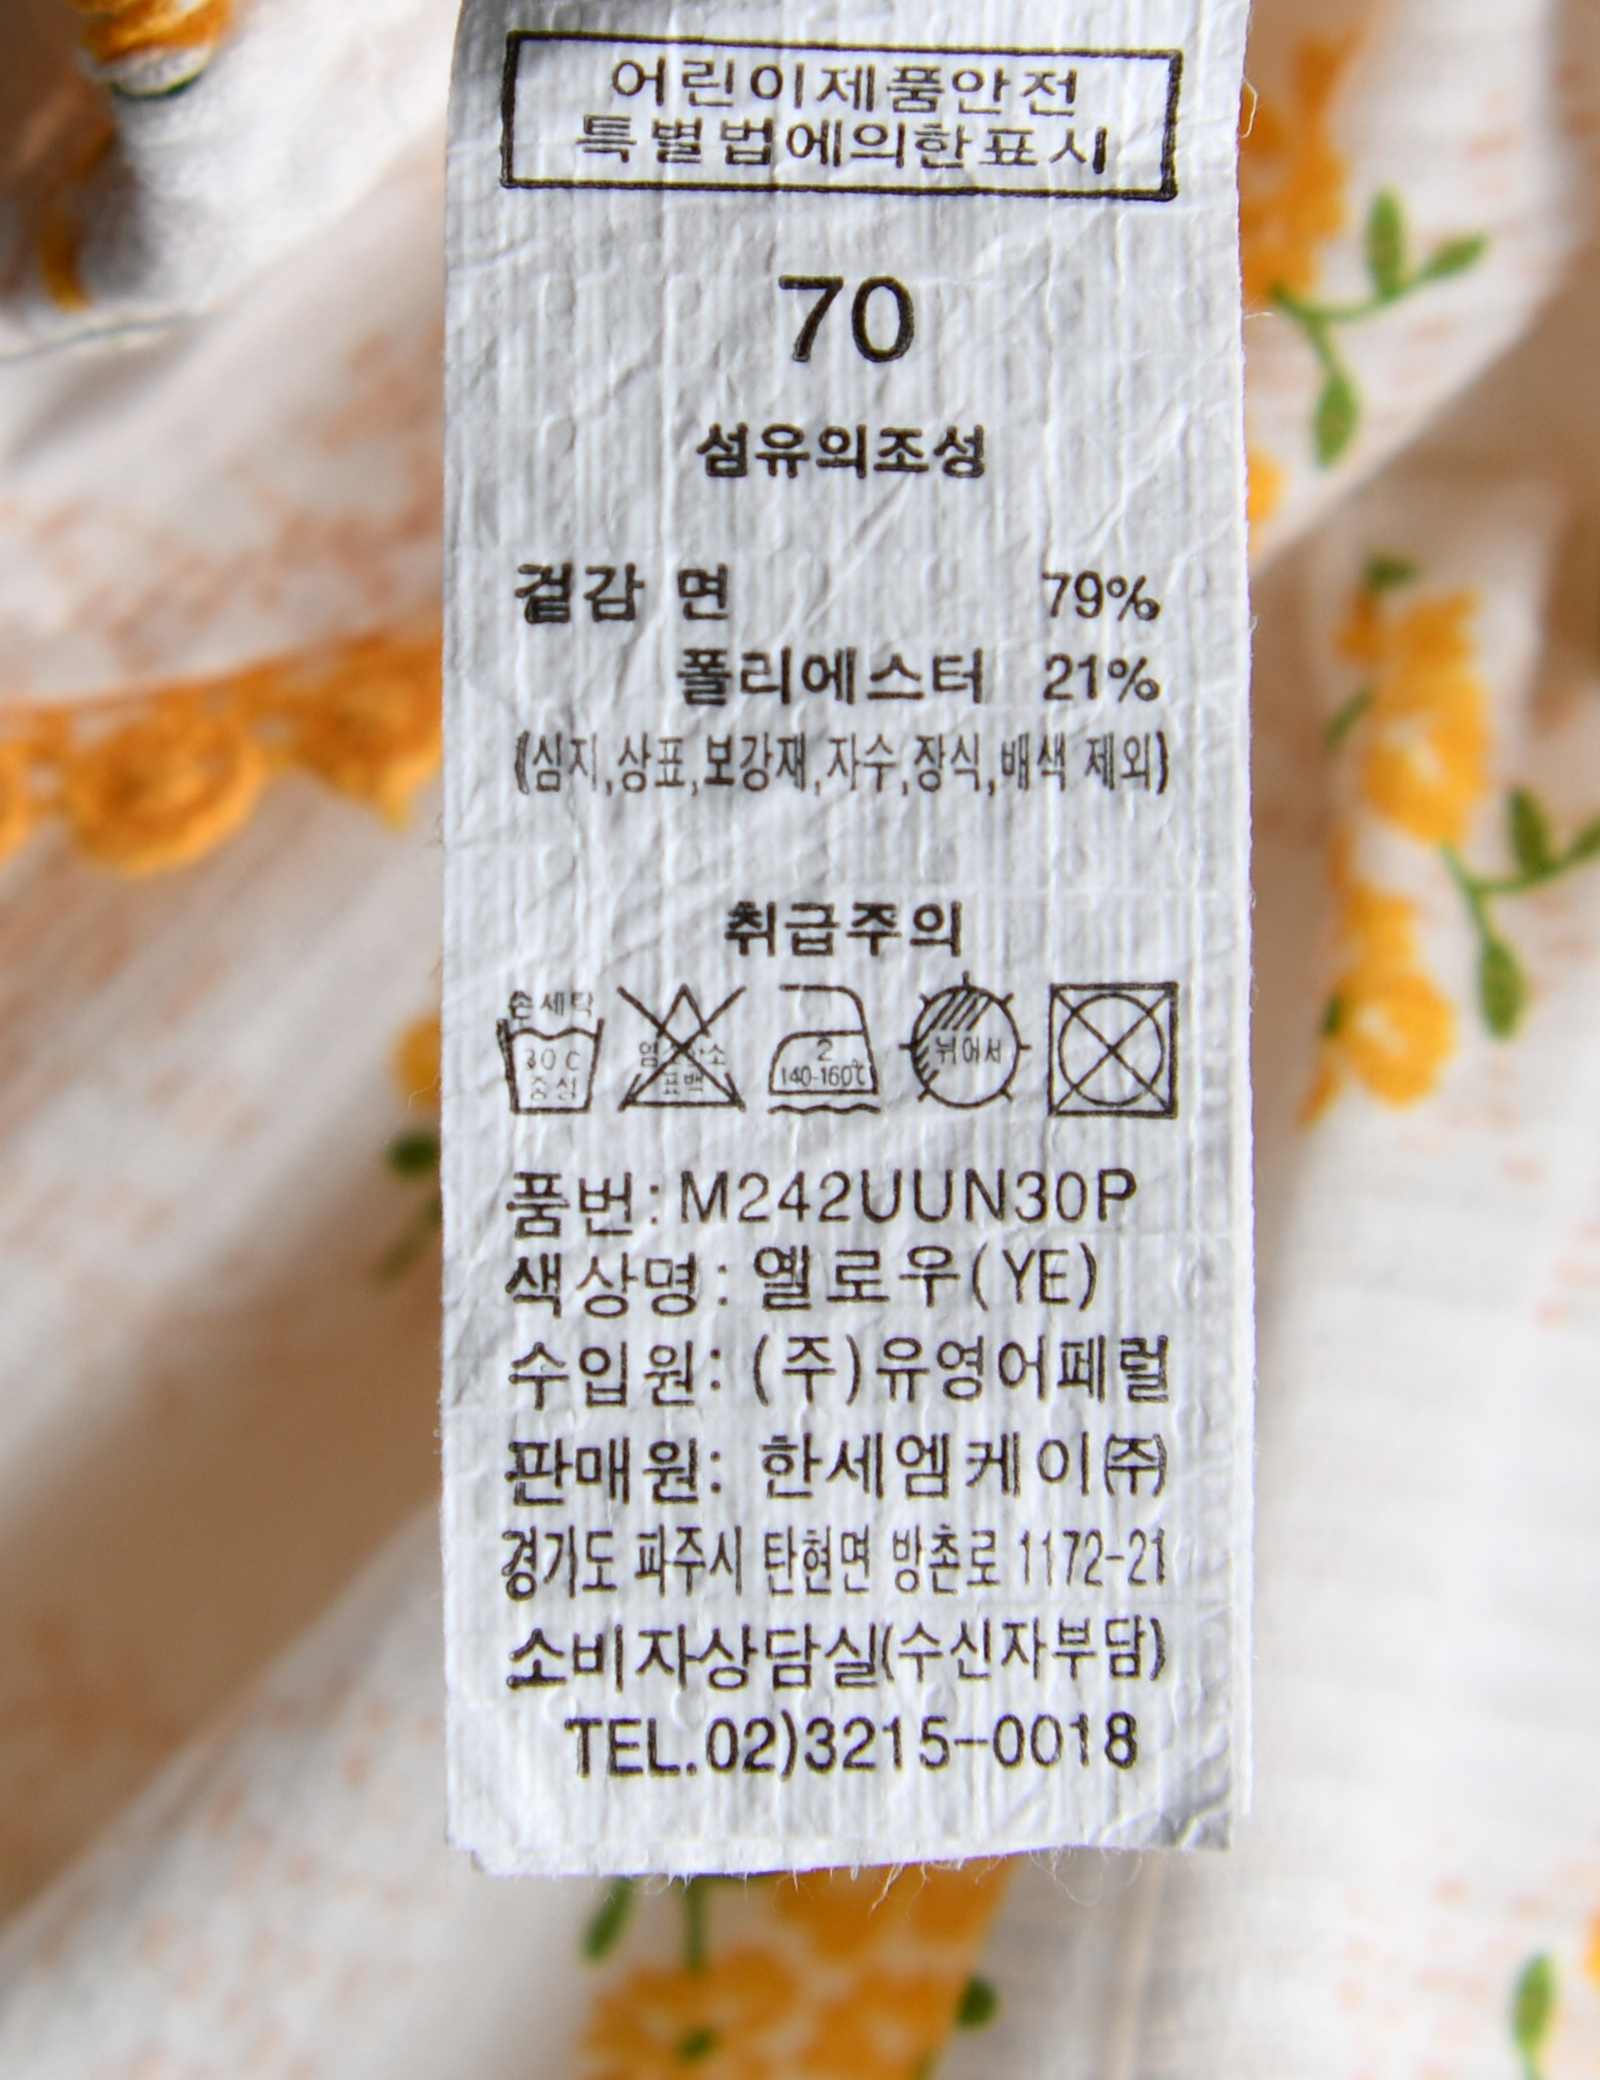 어린이제품안전
특별법에의한표시
70
섬유의조성
겉감 면 79%
폴리에스터 21%
(심지,상표,보강재,자수,장식,배색 제외)
취급주의
손세탁
30℃
중성
염소산소
표백
2
140-160℃
뉘어서
품번: M242UUN30P
색상명: 옐로우(YE)
수입원: (주)유영어페럴
판매원: 한세엠케이㈜
경기도 파주시 탄현면 방촌로 1172-21
소비자상담실(수신자부담)
TEL.02)3215-0018